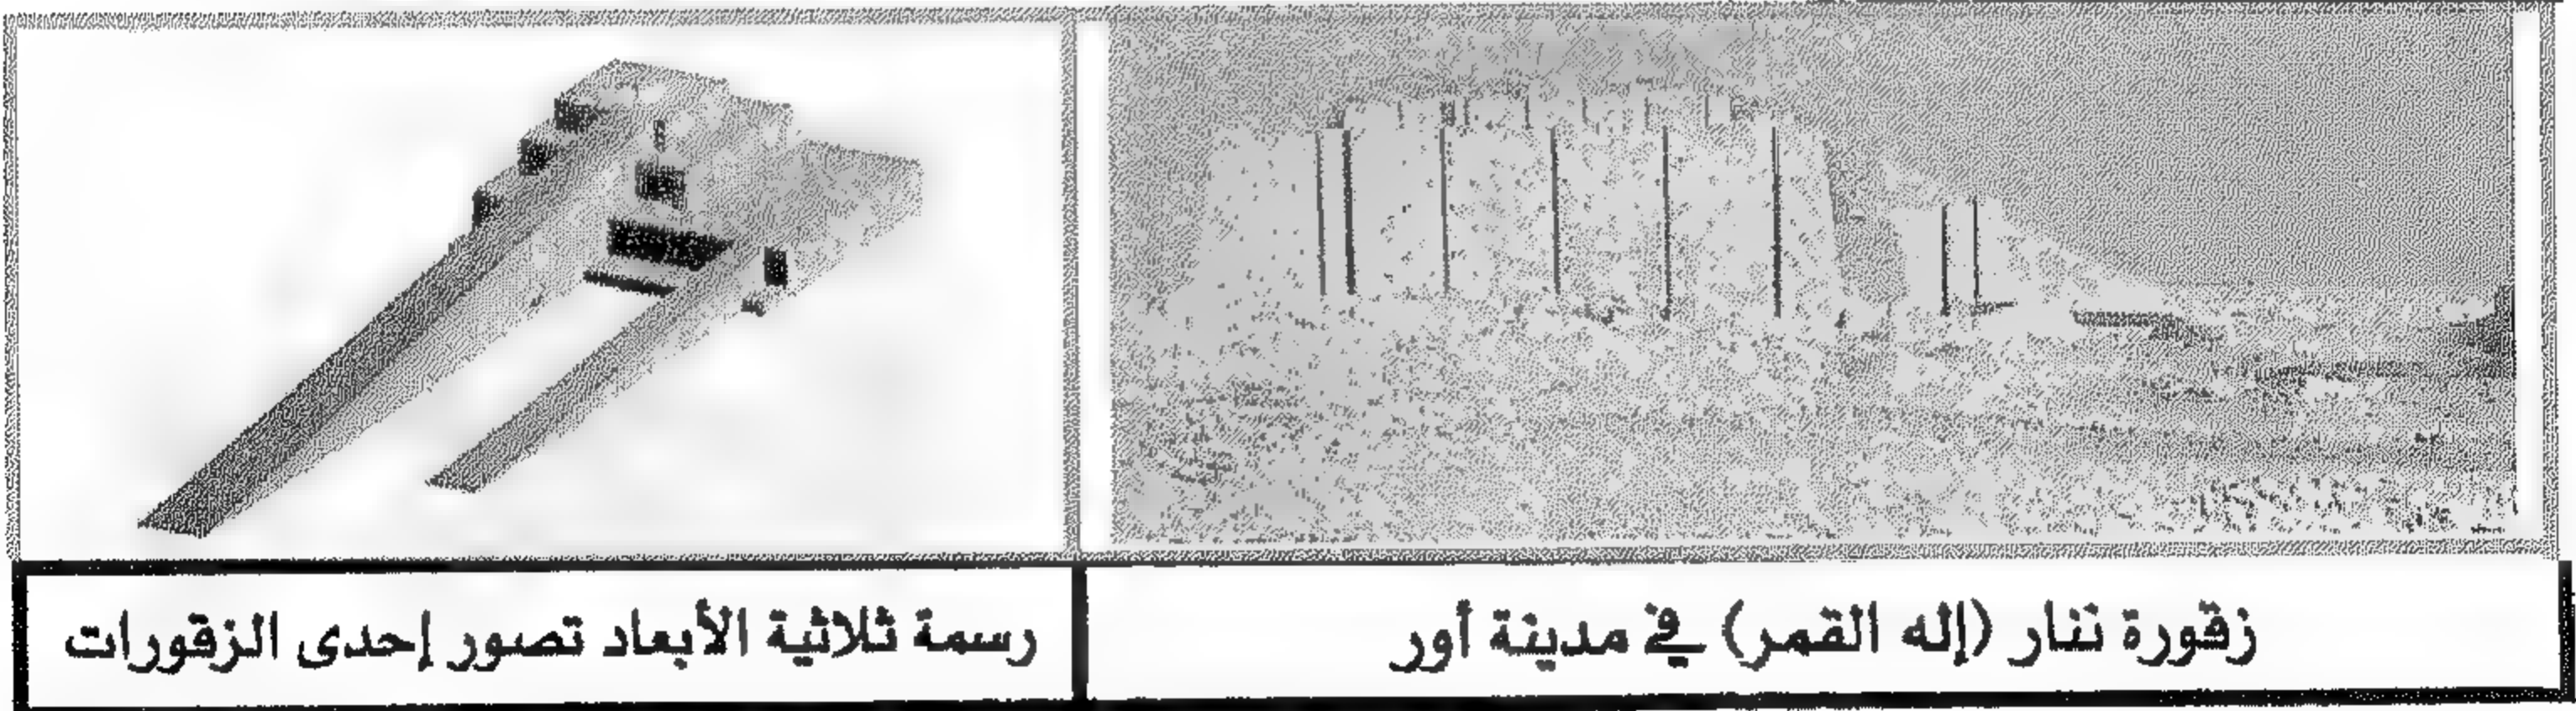 زقورة ننار (إله القمر) في مدينة أور
رسمة ثلاثية الأبعاد تصور إحدى الزقورات